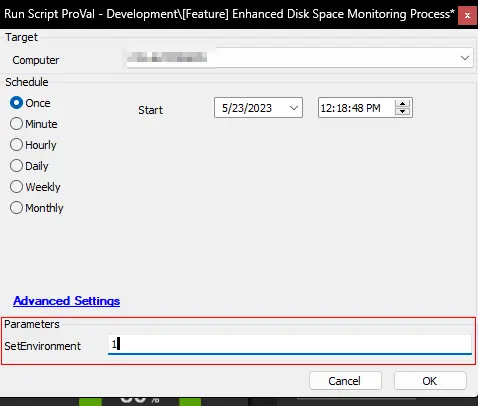 Run Script ProVal - Development\[Feature] Enhanced Disk Space Monitoring Process* x
Target
Computer
Schedule
Once
Start 5/23/2023 12:18:48 PM
Minute
Hourly
Daily
Weekly
Monthly
Advanced Settings
Parameters
SetEnvironment 1
Cancel OK